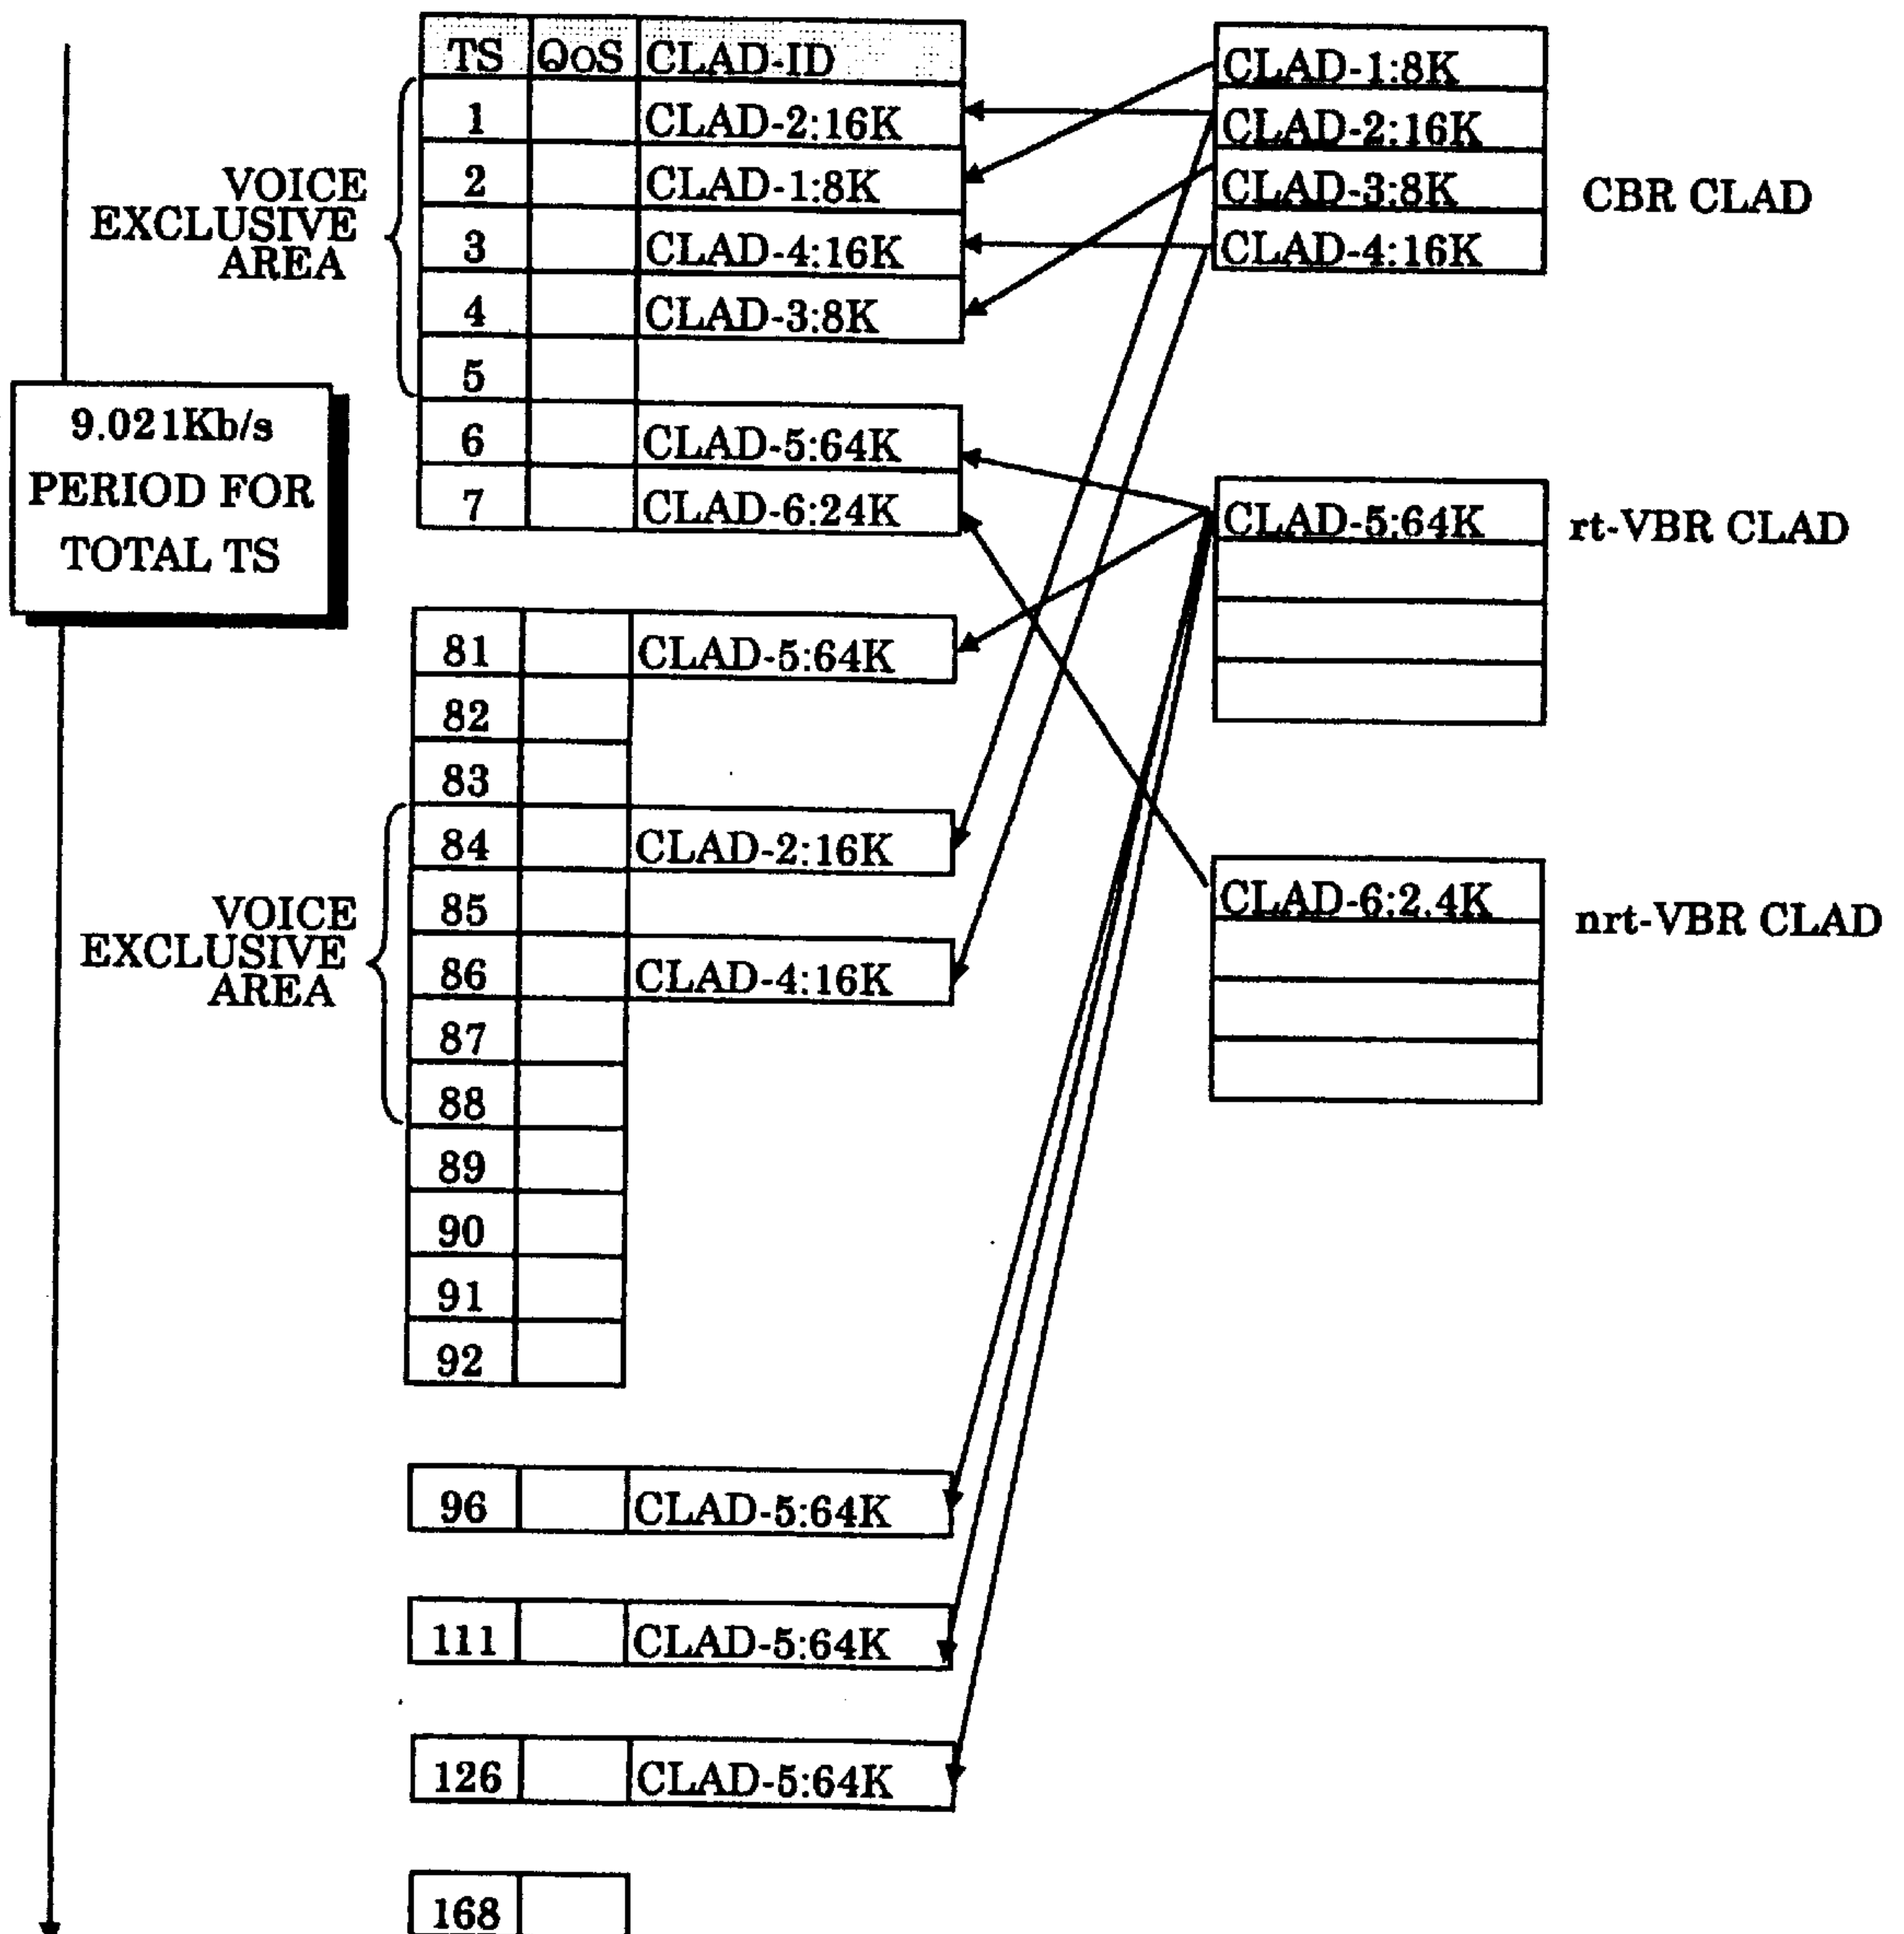 TS QoS CLAD-ID
1 CLAD-2:16K
2 CLAD-1:8K
3 CLAD-4:16K
4 CLAD-3:8K
5
6 CLAD-5:64K
7 CLAD-6:24K
VOICE
EXCLUSIVE
AREA
9.021Kb/s
PERIOD FOR
TOTAL TS
81 CLAD-5:64K
82
83
84 CLAD-2:16K
85
86 CLAD-4:16K
87
88
89
90
91
92
VOICE
EXCLUSIVE
AREA
96 CLAD-5:64K
111 CLAD-5:64K
126 CLAD-5:64K
168
CLAD-1:8K
CLAD-2:16K
CLAD-3:8K
CLAD-4:16K
CBR CLAD
CLAD-5:64K
rt-VBR CLAD
CLAD-6:2.4K
nrt-VBR CLAD